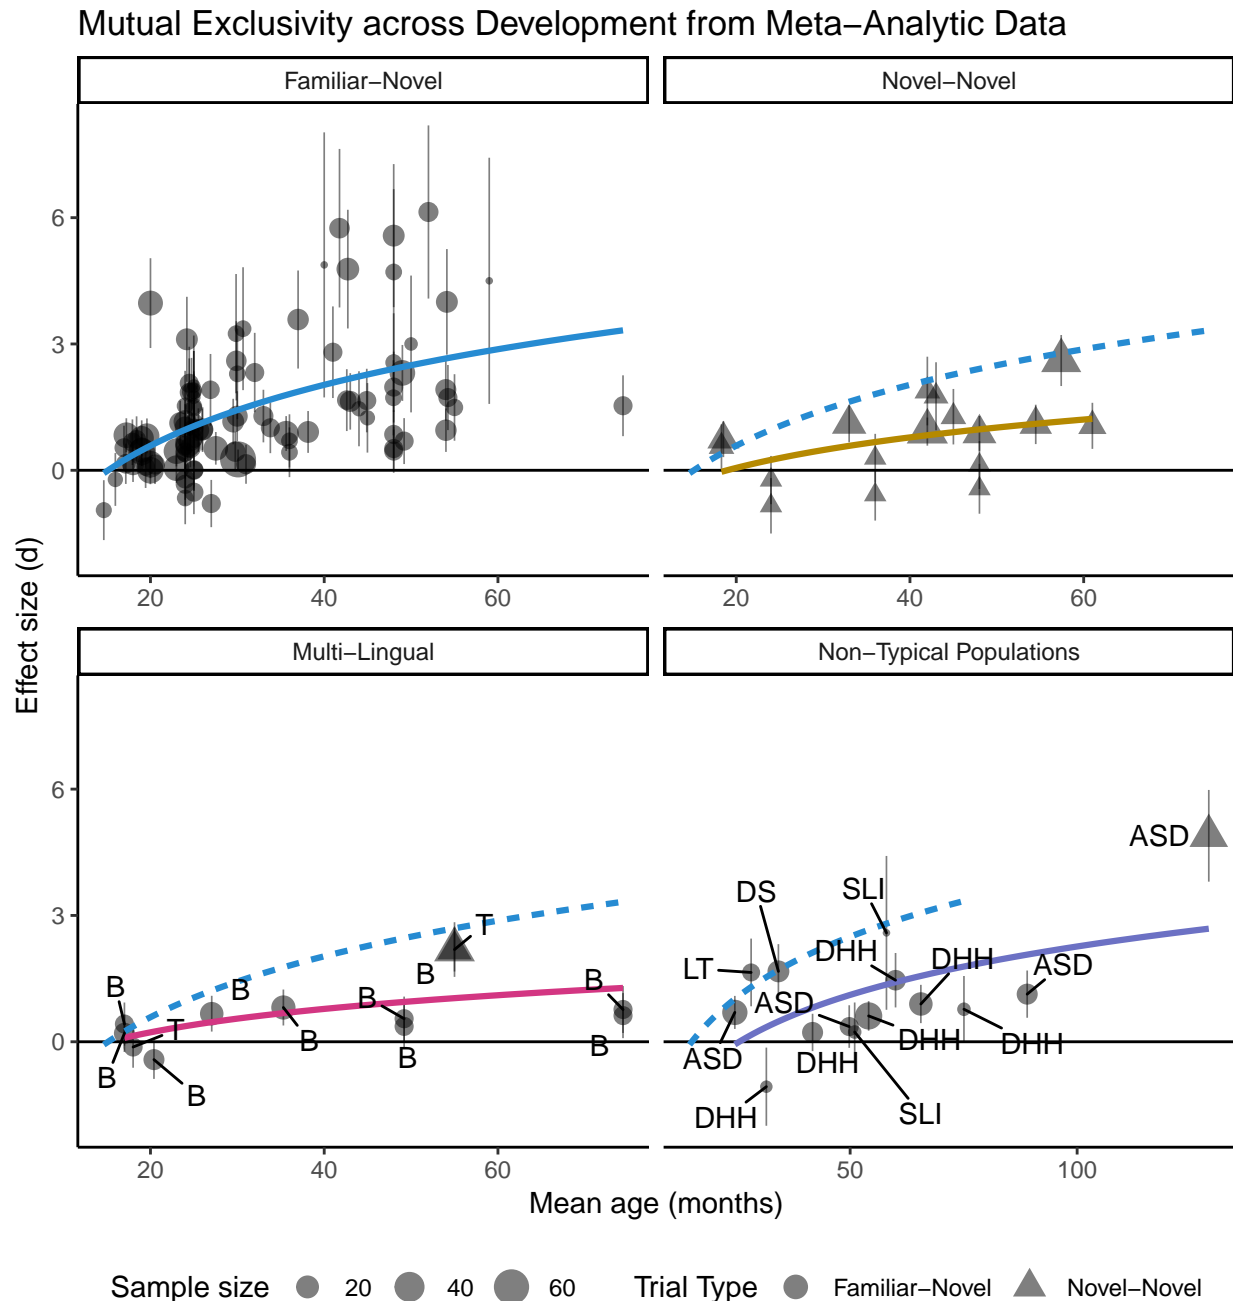 Mutual Exclusivity across Development from Meta−Analytic Data
Familiar−Novel
Novel−Novel
6
3
0
20 40 60
20 40 60
Effect size (d)
Multi−Lingual
Non−Typical Populations
6
3
0
B
T
B
B
B
B
B
B
B
T
B
B
B
ASD
DS
SLI
LT
DHH
DHH
ASD
ASD
ASD
DHH
DHH
DHH
DHH
SLI
20 40 60
50 100
Mean age (months)
Sample size 20 40 60 Trial Type Familiar−Novel Novel−Novel